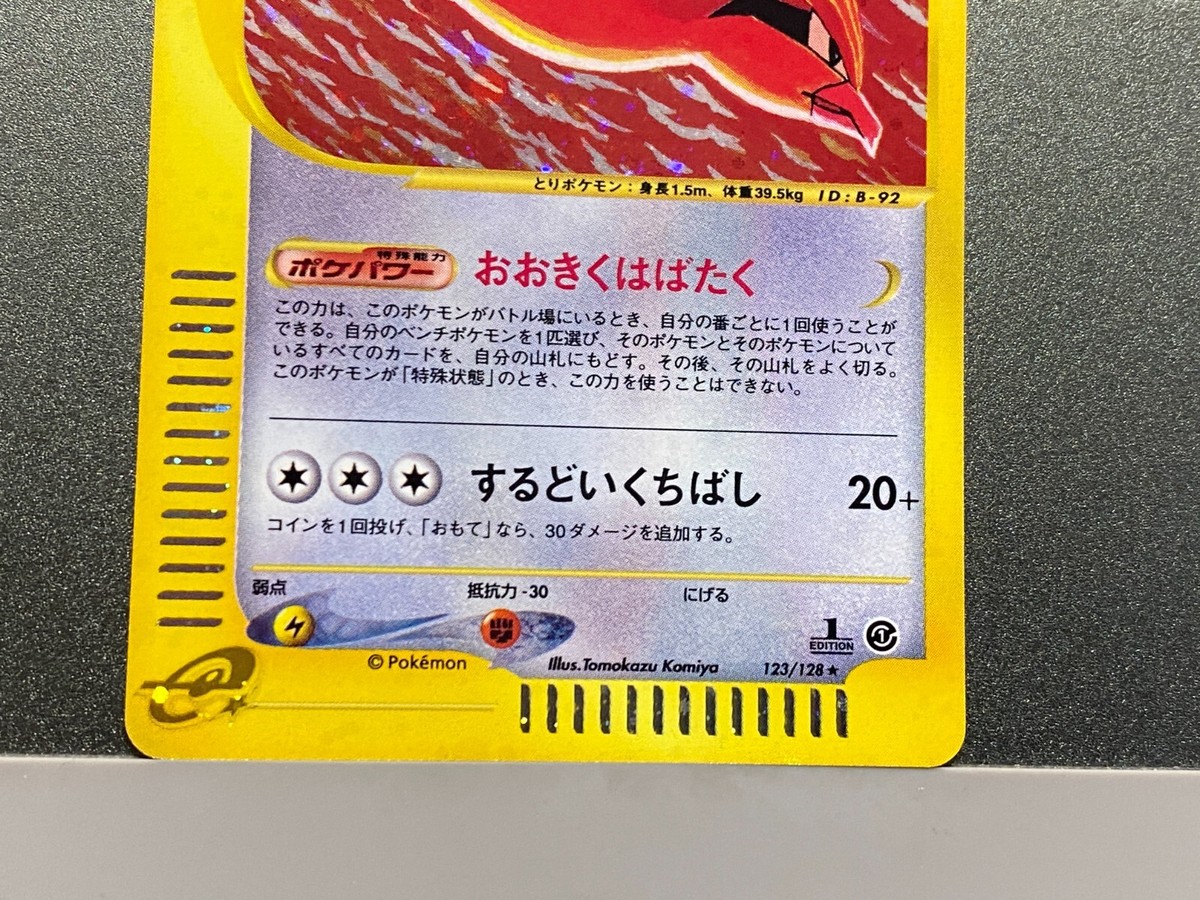 とりポケモン:身長1.5m、体重39.5kg ID:B-92
特殊能力
ポケパワー おおきくはばたく
この力は、このポケモンがバトル場にいるとき、自分の番ごとに1回使うことが
できる。自分のベンチポケモンを1匹選び、そのポケモンとそのポケモンについて
いるすべてのカードを、自分の山札にもどす。その後、その山札をよく切る。
このポケモンが「特殊状態」のとき、この力を使うことはできない。
するどいくちばし 20+
コインを1回投げ、「おもて」なら、30ダメージを追加する。
弱点 抵抗力-30 にげる
1
EDITION
©Pokémon Illus.Tomokazu Komiya 123/128★